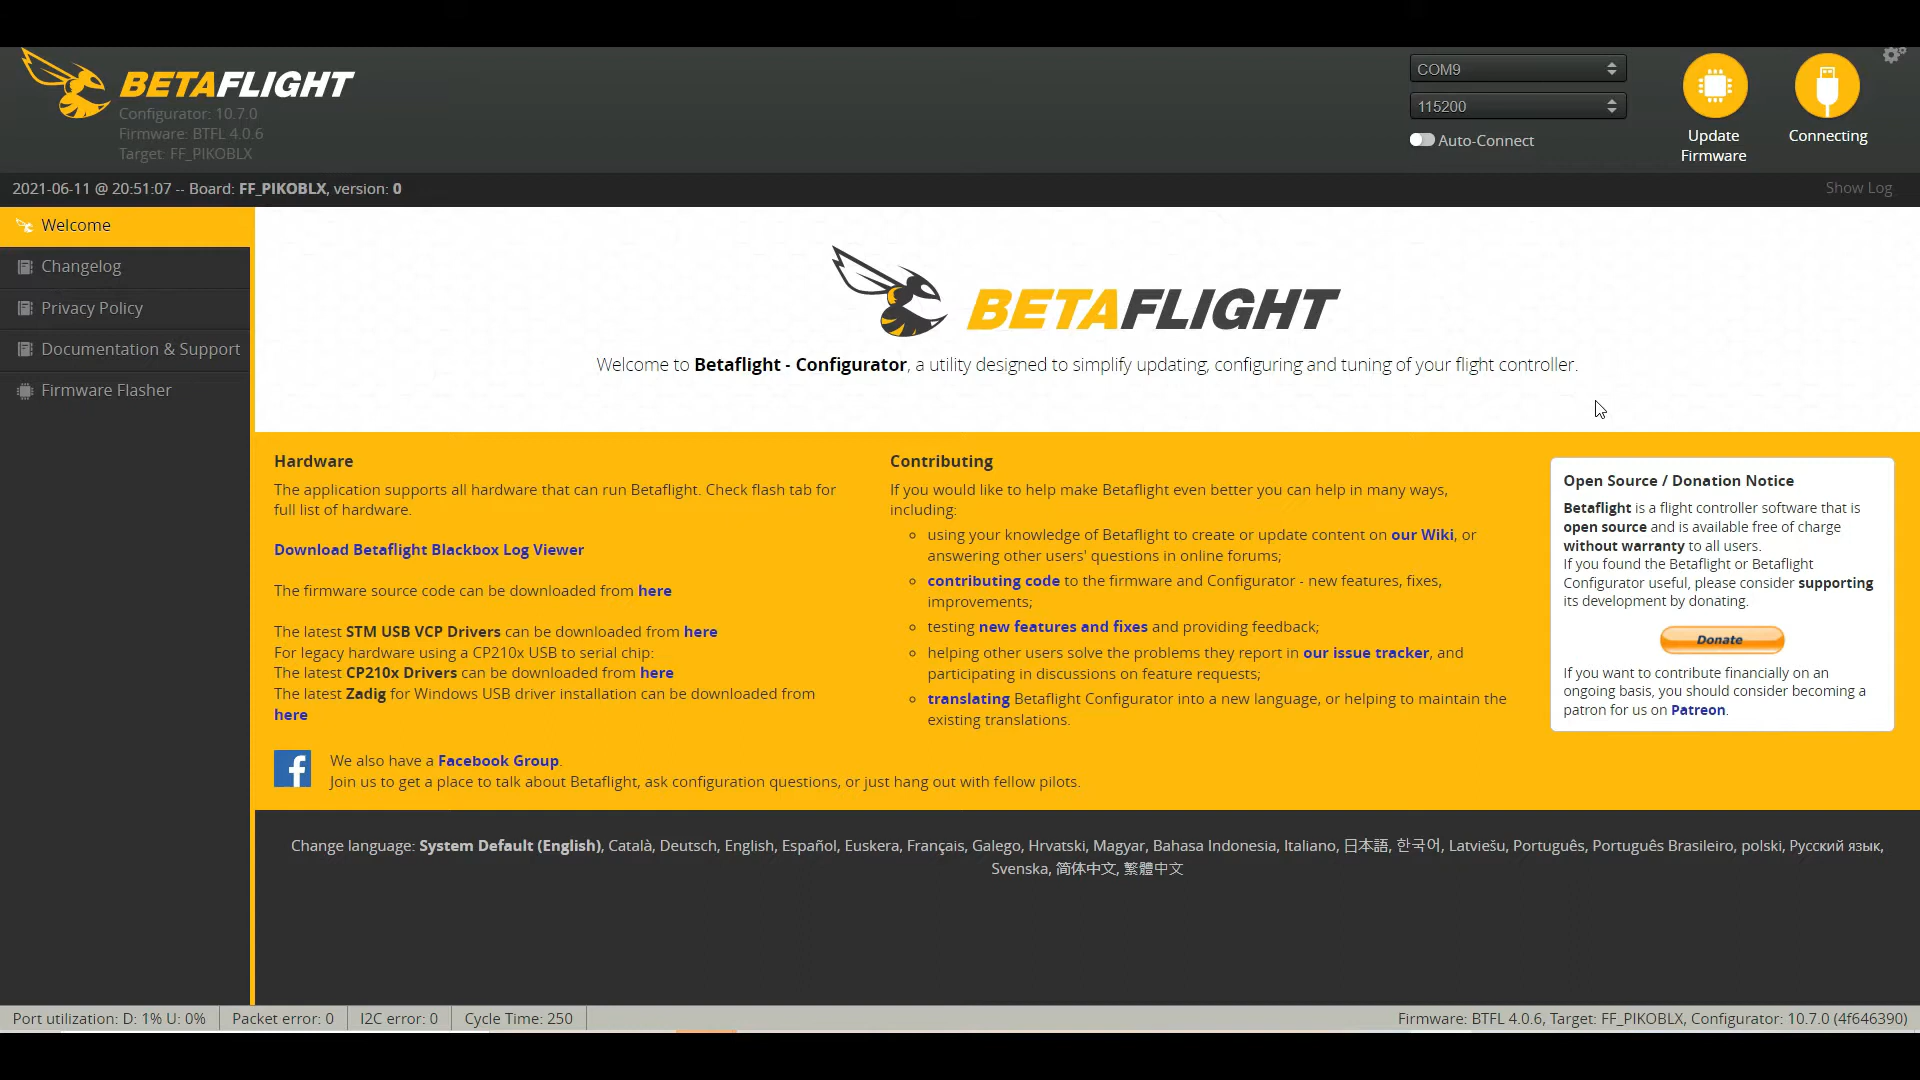 BETAFLIGHT
Configurator: 10.7.0
Firmware: BTFL 4.0.6
Target: FF_PIKOBLX
COM9
115200
Auto-Connect
Update
Firmware
Connecting
2021-06-11 @ 20:51:07 -- Board: FF_PIKOBLX, version: 0
Show Log
Welcome
Changelog
Privacy Policy
Documentation & Support
Firmware Flasher
BETAFLIGHT
Welcome to Betaflight - Configurator, a utility designed to simplify updating, configuring and tuning of your flight controller.
Hardware
The application supports all hardware that can run Betaflight. Check flash tab for
full list of hardware.
Download Betaflight Blackbox Log Viewer
The firmware source code can be downloaded from here
The latest STM USB VCP Drivers can be downloaded from here
For legacy hardware using a CP210x USB to serial chip:
The latest CP210x Drivers can be downloaded from here
The latest Zadig for Windows USB driver installation can be downloaded from
here
We also have a Facebook Group.
Join us to get a place to talk about Betaflight, ask configuration questions, or just hang out with fellow pilots.
Contributing
If you would like to help make Betaflight even better you can help in many ways,
including:
using your knowledge of Betaflight to create or update content on our Wiki, or
answering other users' questions in online forums;
contributing code to the firmware and Configurator - new features, fixes,
improvements;
testing new features and fixes and providing feedback;
helping other users solve the problems they report in our issue tracker, and
participating in discussions on feature requests;
translating Betaflight Configurator into a new language, or helping to maintain the
existing translations.
Open Source / Donation Notice
Betaflight is a flight controller software that is
open source and is available free of charge
without warranty to all users.
If you found the Betaflight or Betaflight
Configurator useful, please consider supporting
its development by donating.
Donate
If you want to contribute financially on an
ongoing basis, you should consider becoming a
patron for us on Patreon.
Change language: System Default (English), Català, Deutsch, English, Español, Euskera, Français, Galego, Hrvatski, Magyar, Bahasa Indonesia, Italiano, 日本語, 한국어, Latviešu, Português, Português Brasileiro, polski, Русский язык,
Svenska, 简体中文, 繁體中文
Port utilization: D: 1% U: 0%
Packet error: 0
I2C error: 0
Cycle Time: 250
Firmware: BTFL 4.0.6, Target: FF_PIKOBLX, Configurator: 10.7.0 (4f646390)